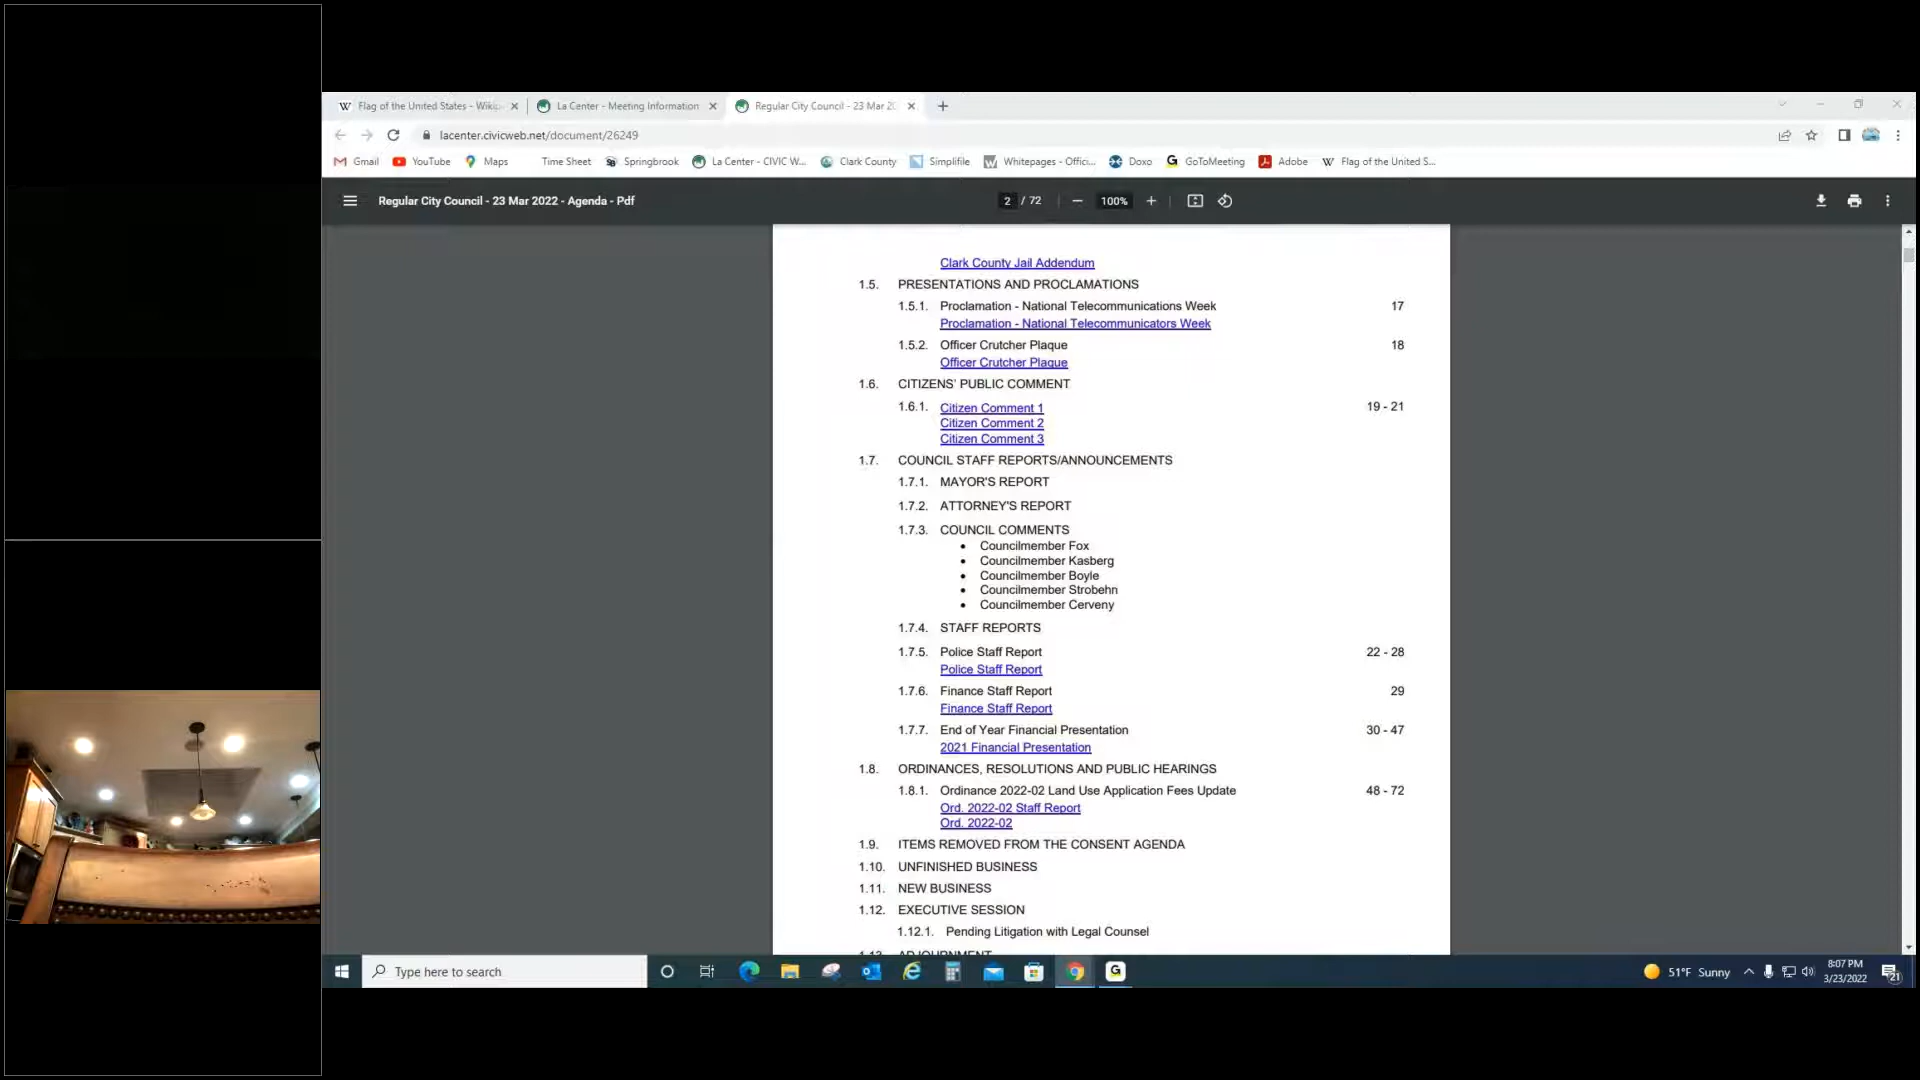 Flag of the United States - Wiki
La Center - Meeting Information
Regular City Council - 23 Mar 20
lacenter.civicweb.net/document/26249
Gmail YouTube Maps Time Sheet Springbrook La Center - CIVIC W... Clark County Simplifile Whitepages - Offici... Doxo GoToMeeting Adobe Flag of the United S...
Regular City Council - 23 Mar 2022 - Agenda - Pdf 2 / 72 100%
Clark County Jail Addendum
1.5. PRESENTATIONS AND PROCLAMATIONS
1.5.1. Proclamation - National Telecommunications Week 17
Proclamation - National Telecommunicators Week
1.5.2. Officer Crutcher Plaque 18
Officer Crutcher Plaque
1.6. CITIZENS' PUBLIC COMMENT
1.6.1. Citizen Comment 1 19 - 21
Citizen Comment 2
Citizen Comment 3
1.7. COUNCIL STAFF REPORTS/ANNOUNCEMENTS
1.7.1. MAYOR'S REPORT
1.7.2. ATTORNEY'S REPORT
1.7.3. COUNCIL COMMENTS
• Councilmember Fox
• Councilmember Kasberg
• Councilmember Boyle
• Councilmember Strobehn
• Councilmember Cerveny
1.7.4. STAFF REPORTS
1.7.5. Police Staff Report 22 - 28
Police Staff Report
1.7.6. Finance Staff Report 29
Finance Staff Report
1.7.7. End of Year Financial Presentation 30 - 47
2021 Financial Presentation
1.8. ORDINANCES, RESOLUTIONS AND PUBLIC HEARINGS
1.8.1. Ordinance 2022-02 Land Use Application Fees Update 48 - 72
Ord. 2022-02 Staff Report
Ord. 2022-02
1.9. ITEMS REMOVED FROM THE CONSENT AGENDA
1.10. UNFINISHED BUSINESS
1.11. NEW BUSINESS
1.12. EXECUTIVE SESSION
1.12.1. Pending Litigation with Legal Counsel
1.13. ADJOURNMENT
Type here to search
51°F Sunny
8:07 PM
3/23/2022
21